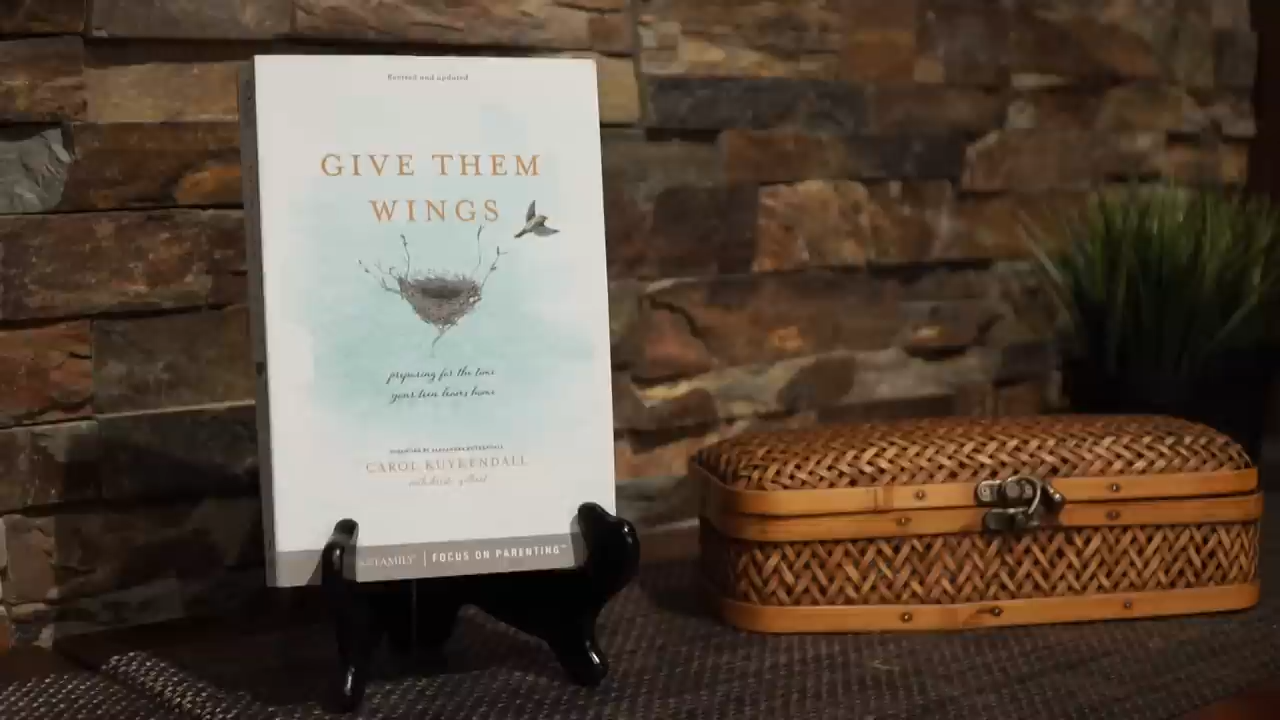 Revised and updated
GIVE THEM
WINGS
preparing for the time
your teen leaves home
CAROL KUYKENDALL
FAMILY | FOCUS ON PARENTING™